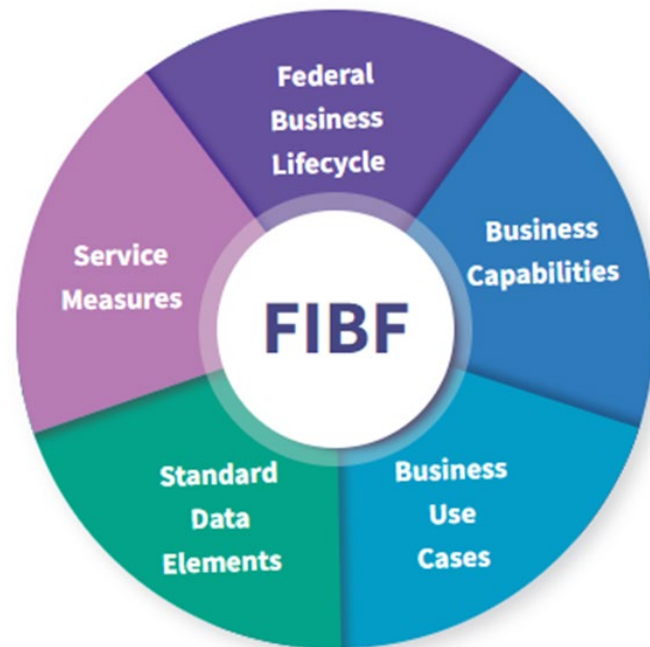 Federal
Business
Lifecycle
Business
Capabilities
Business
Use
Cases
Standard
Data
Elements
Service
Measures
FIBF